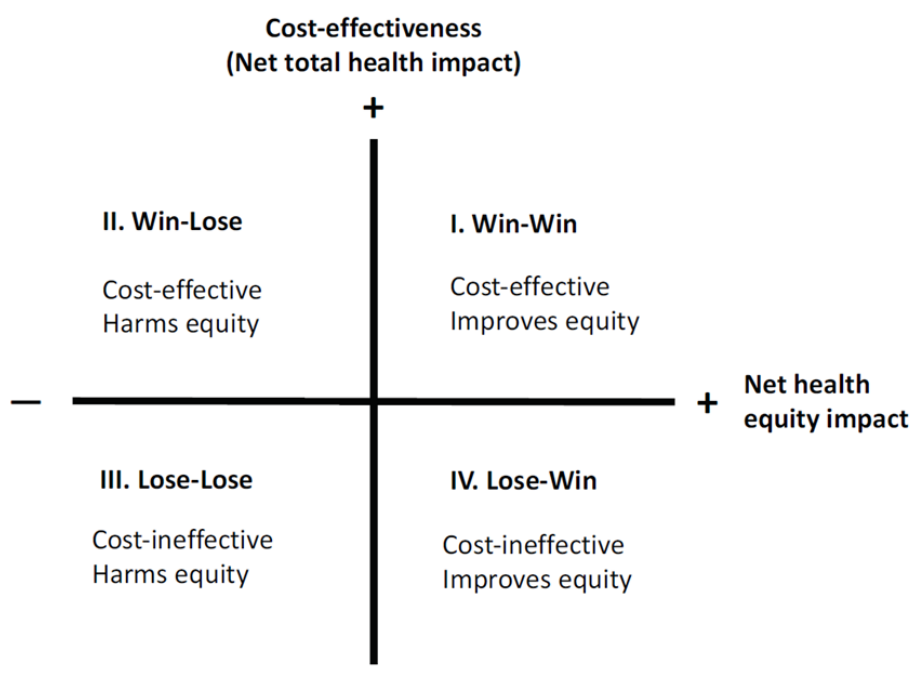 Cost-effectiveness
(Net total health impact)
+
II. Win-Lose
Cost-effective
Harms equity
I. Win-Win
Cost-effective
Improves equity
—
+
Net health
equity impact
III. Lose-Lose
Cost-ineffective
Harms equity
IV. Lose-Win
Cost-ineffective
Improves equity